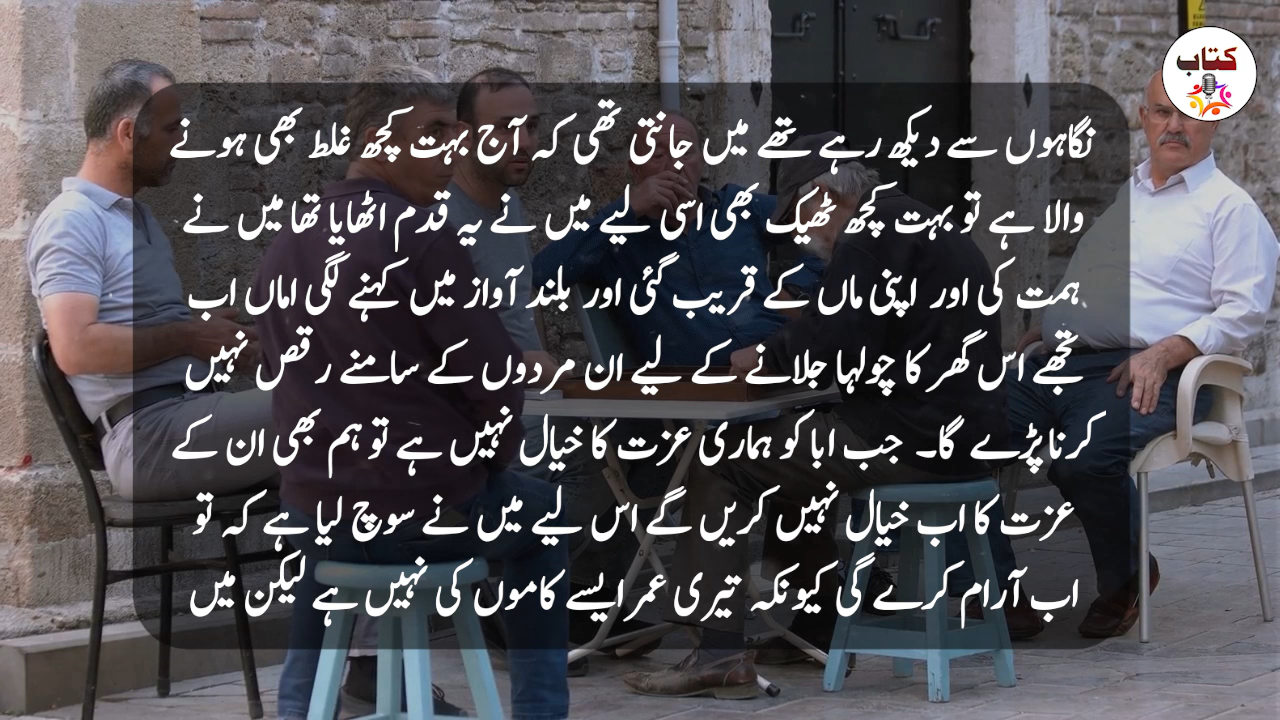 کتاب
نگاہوں سے دیکھ رہے تھے میں جانتی تھی کہ آج بہت کچھ غلط بھی ہونے
والا ہے تو بہت کچھ ٹھیک بھی اسی لیے میں نے یہ قدم اٹھایا تھا میں نے
ہمت کی اور اپنی ماں کے قریب گئی اور بلند آواز میں کہنے لگی اماں اب
تجھے اس گھر کا چولہا جلانے کے لیے ان مردوں کے سامنے رقص نہیں
کرنا پڑے گا۔ جب ابا کو ہماری عزت کا خیال نہیں ہے تو ہم بھی ان کے
عزت کا اب خیال نہیں کریں گے اس لیے میں نے سوچ لیا ہے کہ تو
اب آرام کرے گی کیونکہ تیری عمر ایسے کاموں کی نہیں ہے لیکن میں